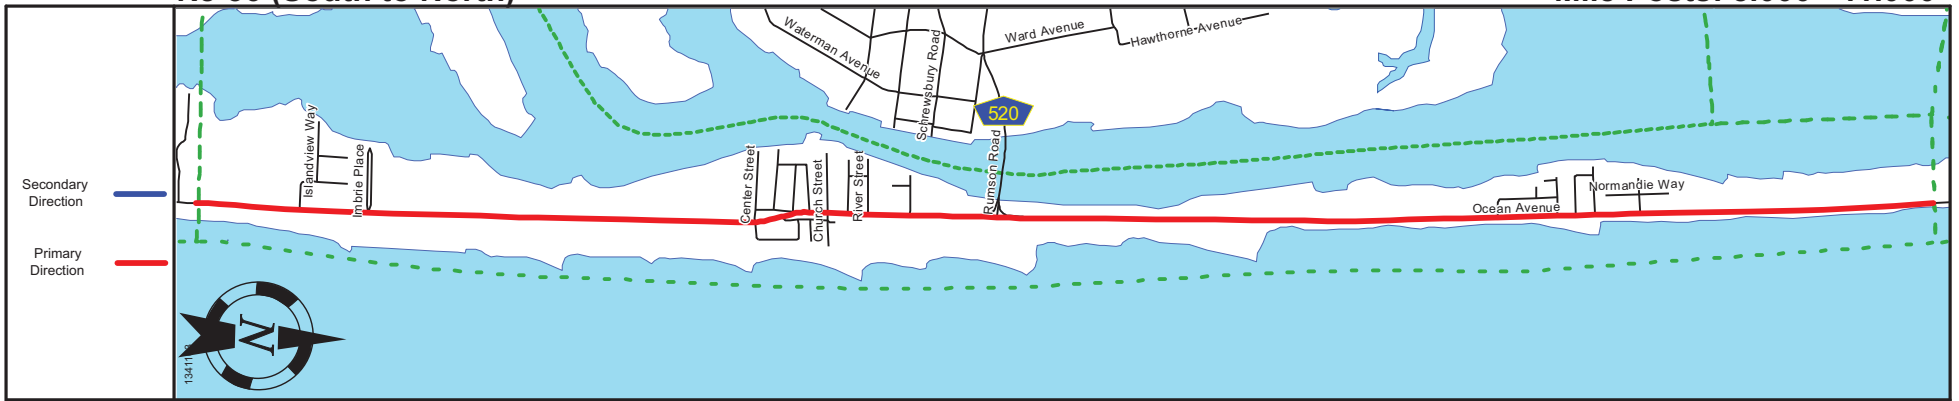 Waterman Avenue
Schrewsbury Road
Ward Avenue
Hawthorne Avenue
520
Islandview Way
Imbrie Place
Center Street
Church Street
River Street
Rumson Road
Ocean Avenue
Normandie Way
Secondary
Direction
Primary
Direction
N